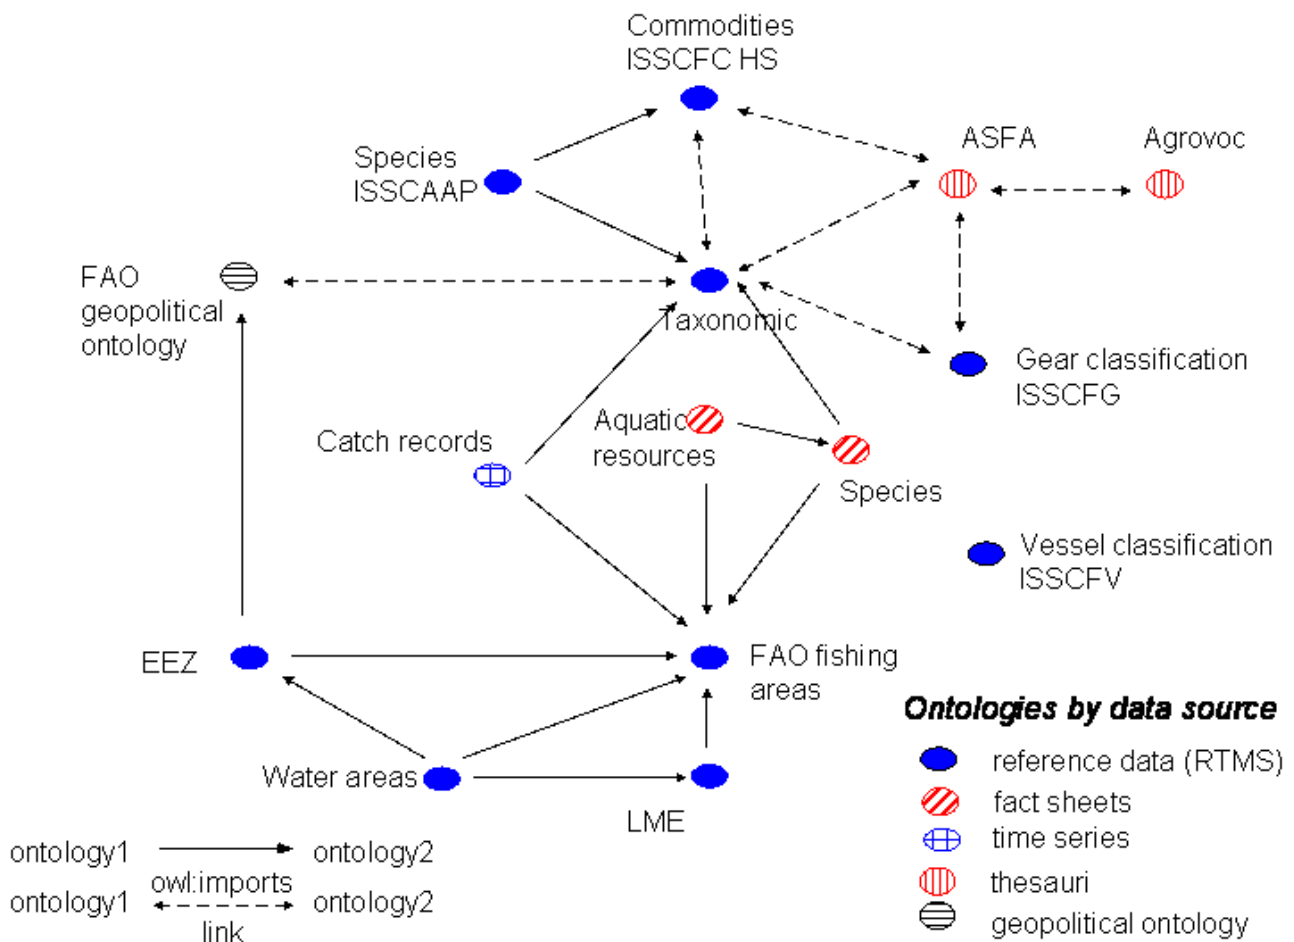 Commodities
ISSCFC HS
Species
ISSCAAP
ASFA
Agrovoc
FAO
geopolitical
ontology
Taxonomic
Gear classification
ISSCFG
Catch records
Aquatic
resources
Species
Vessel classification
ISSCFV
EEZ
FAO fishing
areas
Water areas
LME
ontology1
ontology2
owl:imports
ontology1
ontology2
link
Ontologies by data source
reference data (RTMS)
fact sheets
time series
thesauri
geopolitical ontology